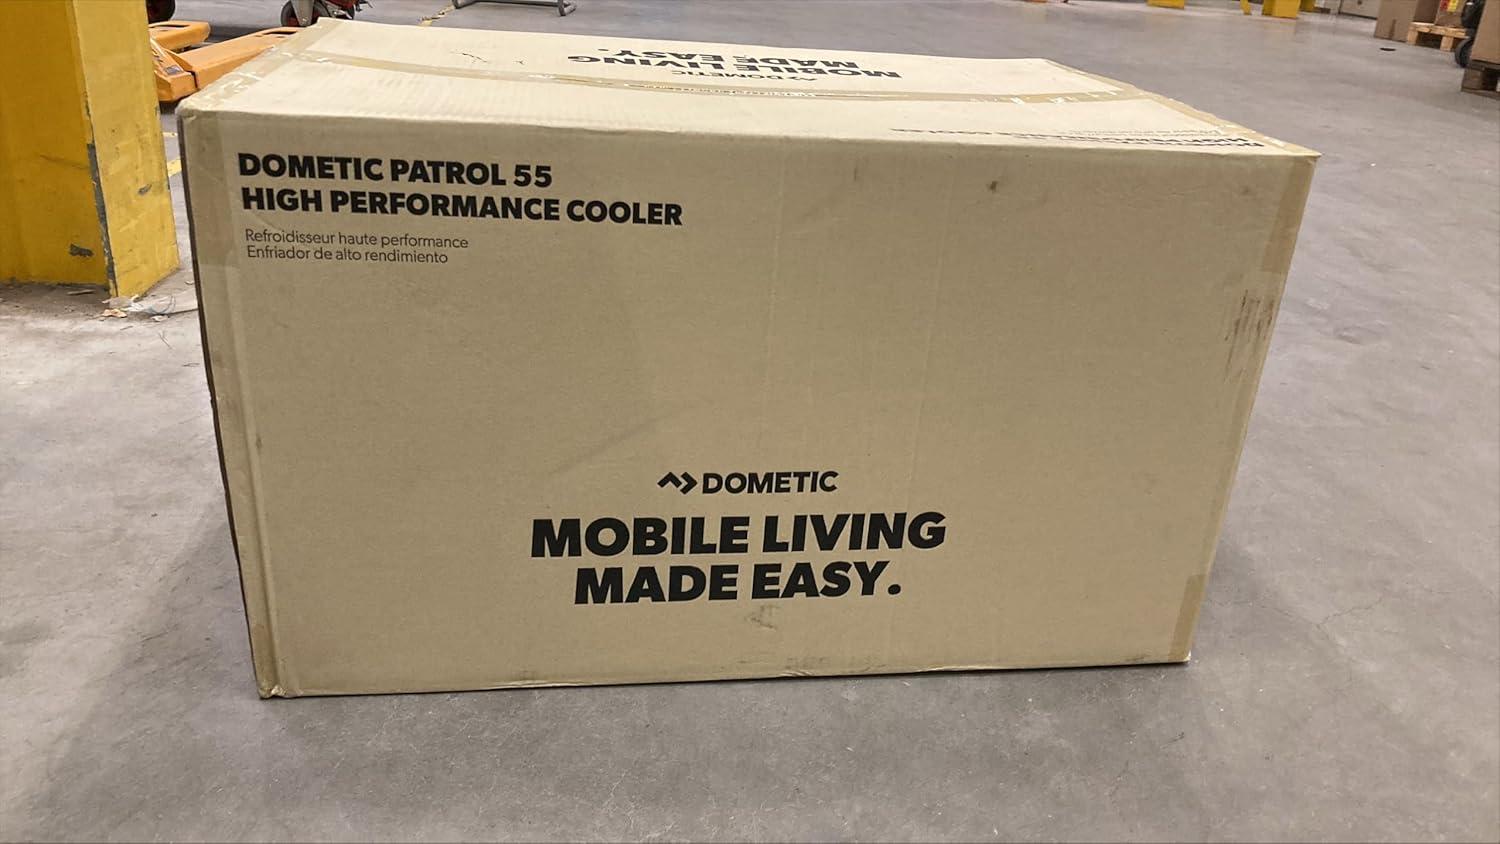 MOBILE LIVING
MADE EASY.
DOMETIC
DOMETIC PATROL 55
HIGH PERFORMANCE COOLER
Refroidisseur haute performance
Enfriador de alto rendimiento
DOMETIC
MOBILE LIVING
MADE EASY.